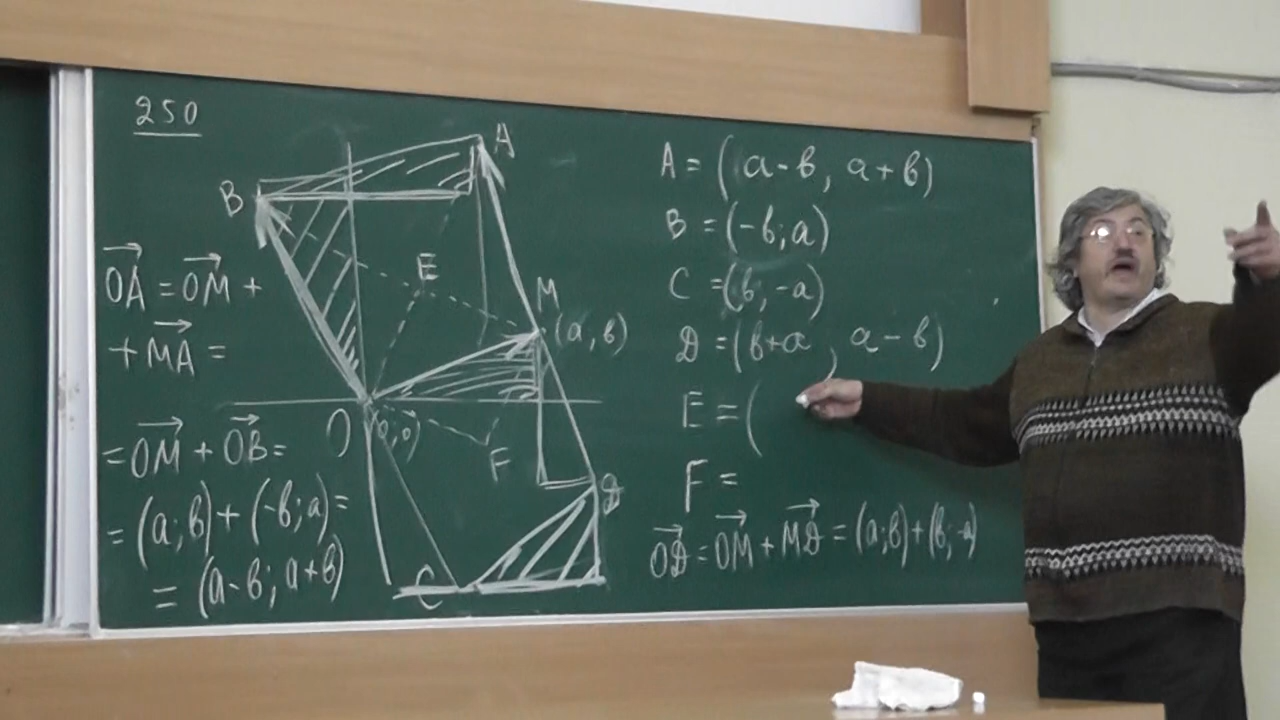 250
A
B
E
M
(a, в)
O
(0;0)
F
D
C
→OA = →OM +
+ →MA =
= →OM + →OB =
= (a; в) + (-в; a) =
= (a-в; a+в)
A = (a-в, a+в)
B = (-в; a)
C = (в, -a)
D = (в+a, a-в)
E = (
F =
→OD = →OM + →MD = (a; в) + (в, -a)